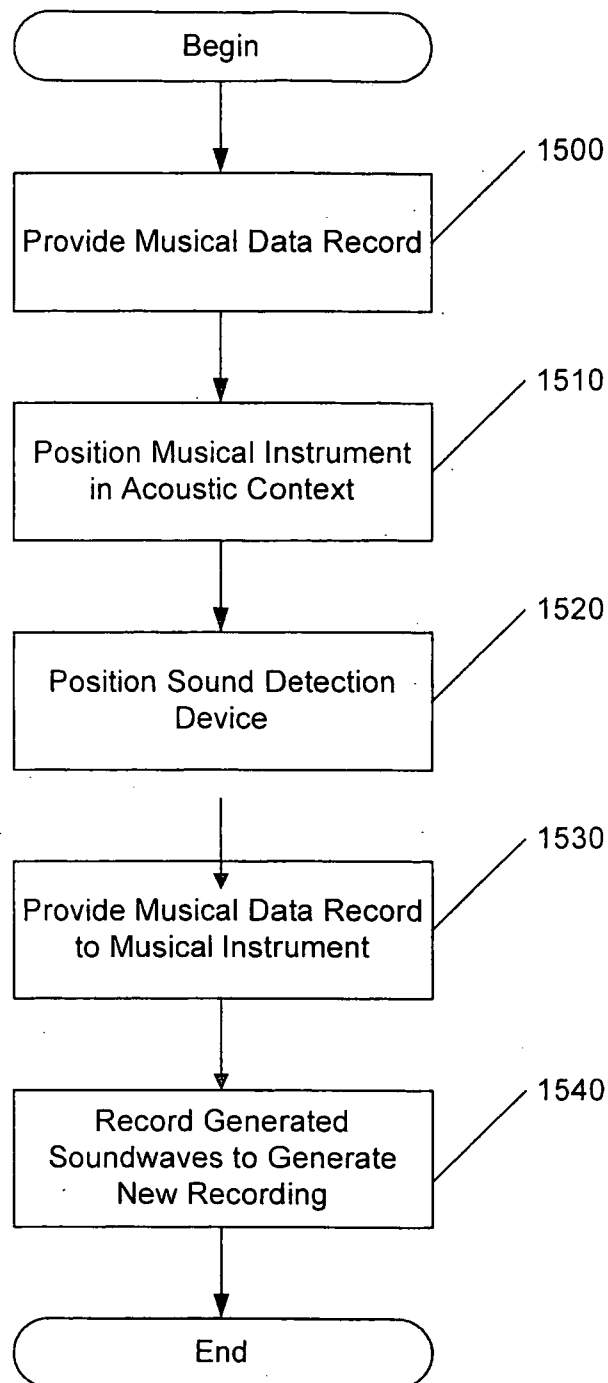 Begin
1500
Provide Musical Data Record
1510
Position Musical Instrument
in Acoustic Context
1520
Position Sound Detection
Device
1530
Provide Musical Data Record
to Musical Instrument
1540
Record Generated
Soundwaves to Generate
New Recording
End